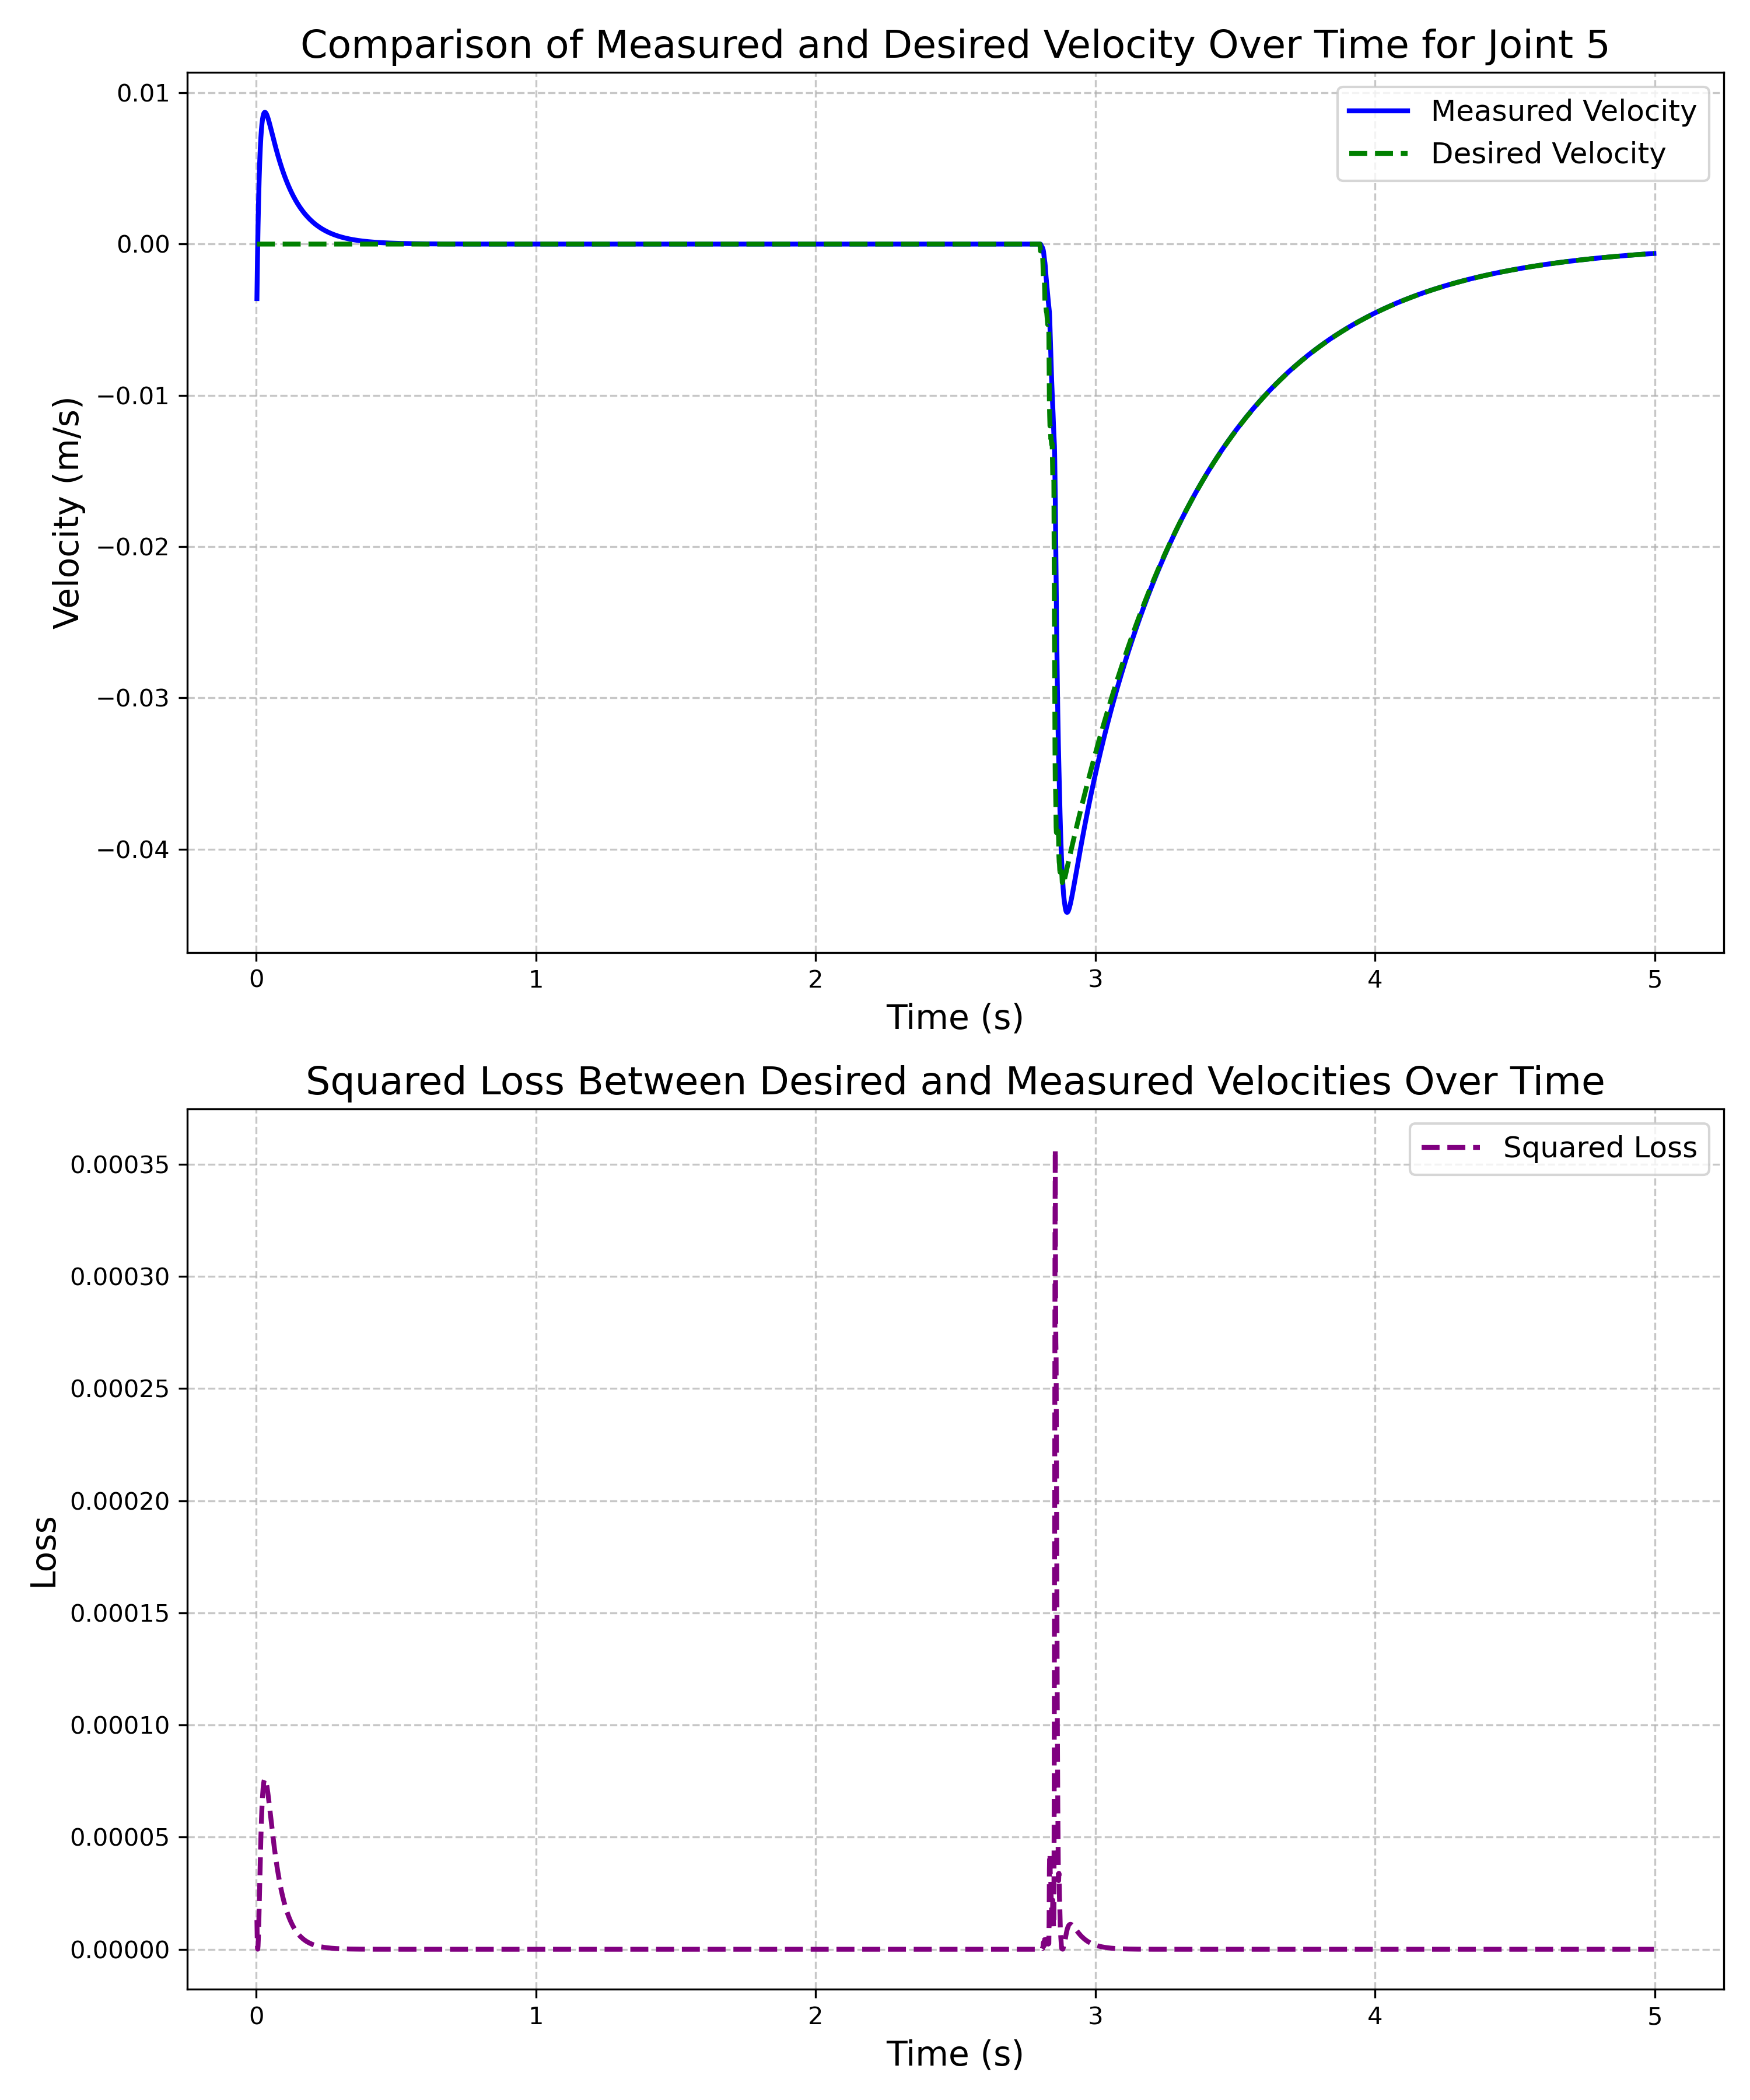 Comparison of Measured and Desired Velocity Over Time for Joint 5
Measured Velocity
Desired Velocity
Velocity (m/s)
0.01
0.00
−0.01
−0.02
−0.03
−0.04
0 1 2 3 4 5
Time (s)
Squared Loss Between Desired and Measured Velocities Over Time
Squared Loss
Loss
0.00035
0.00030
0.00025
0.00020
0.00015
0.00010
0.00005
0.00000
0 1 2 3 4 5
Time (s)